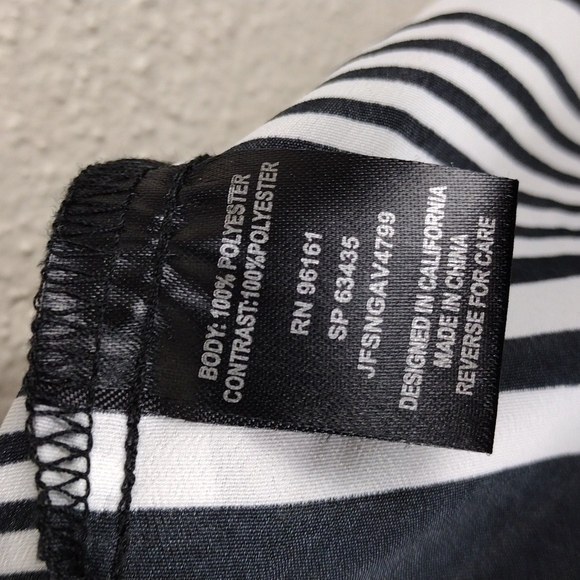 BODY: 100% POLYESTER
CONTRAST:100%POLYESTER
RN 96161
SP 63435
JFSNGAV4799
DESIGNED IN CALIFORNIA
MADE IN CHINA
REVERSE FOR CARE